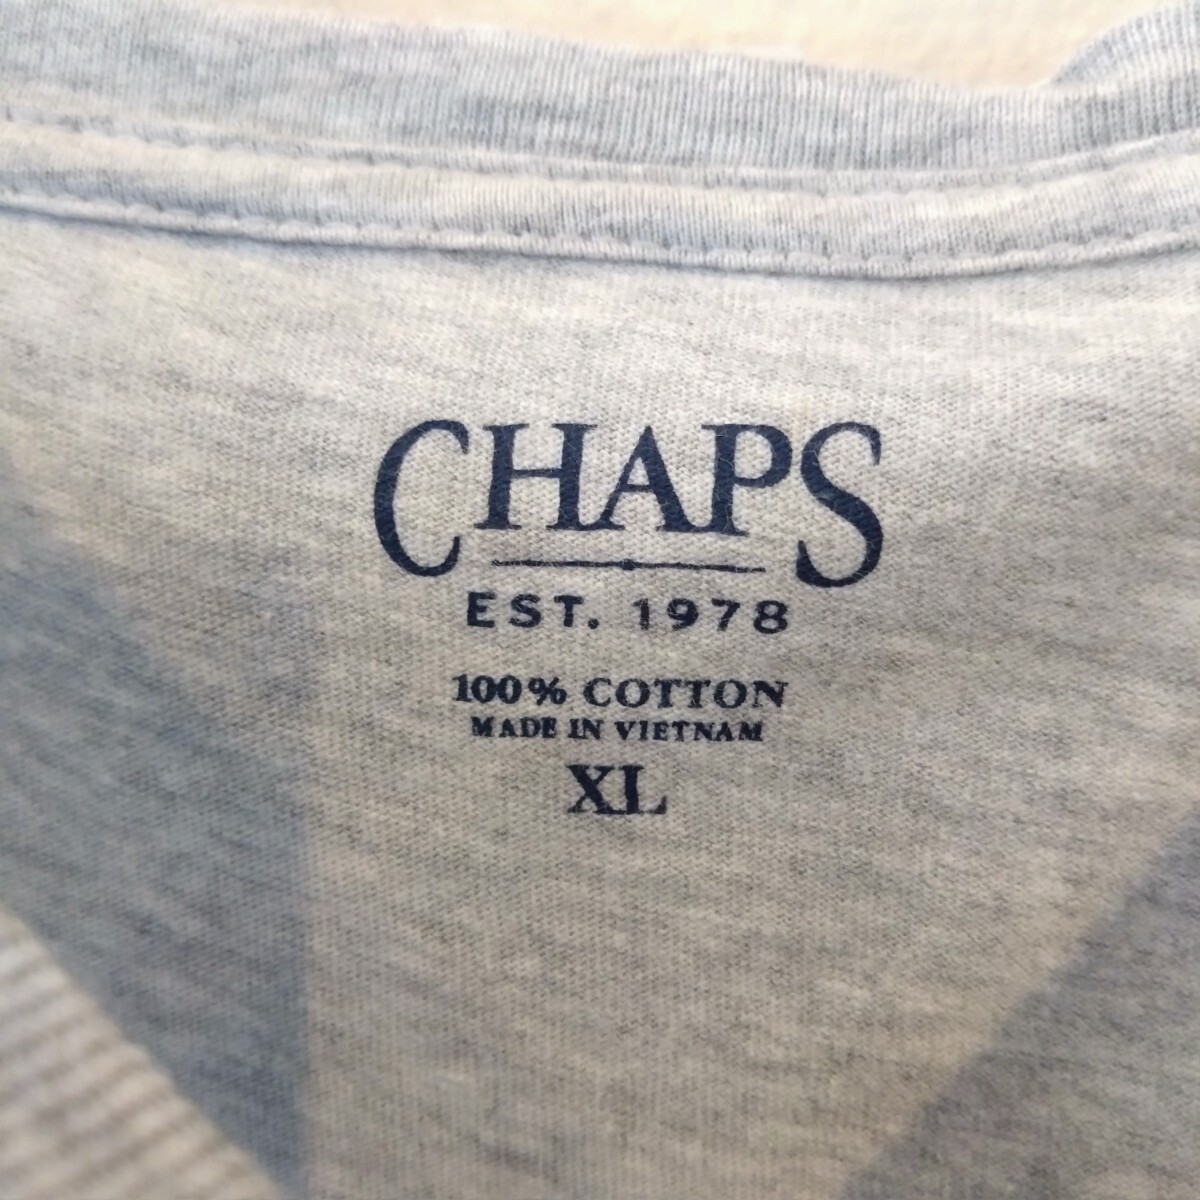 CHAPS
EST. 1978
100% COTTON
MADE IN VIETNAM
XL